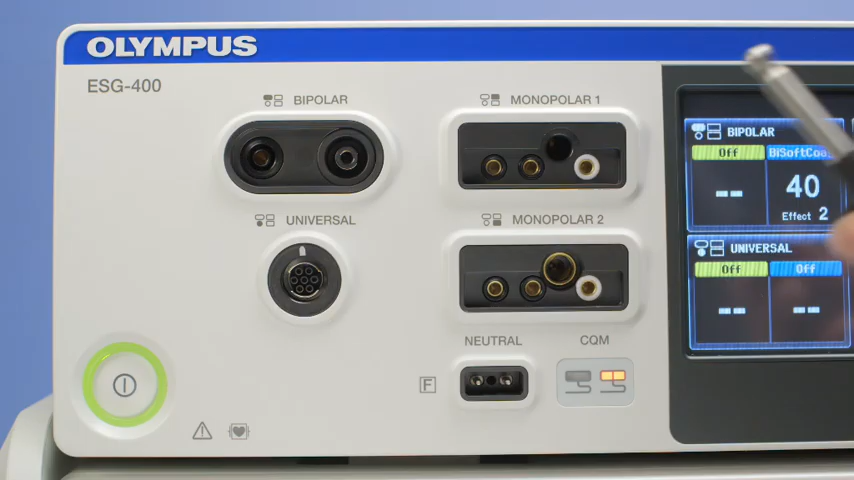 OLYMPUS
ESG-400
BIPOLAR
MONOPOLAR 1
UNIVERSAL
MONOPOLAR 2
NEUTRAL
CQM
F
BIPOLAR
Off
--
40
Effect 2
UNIVERSAL
Off
Off
--
--